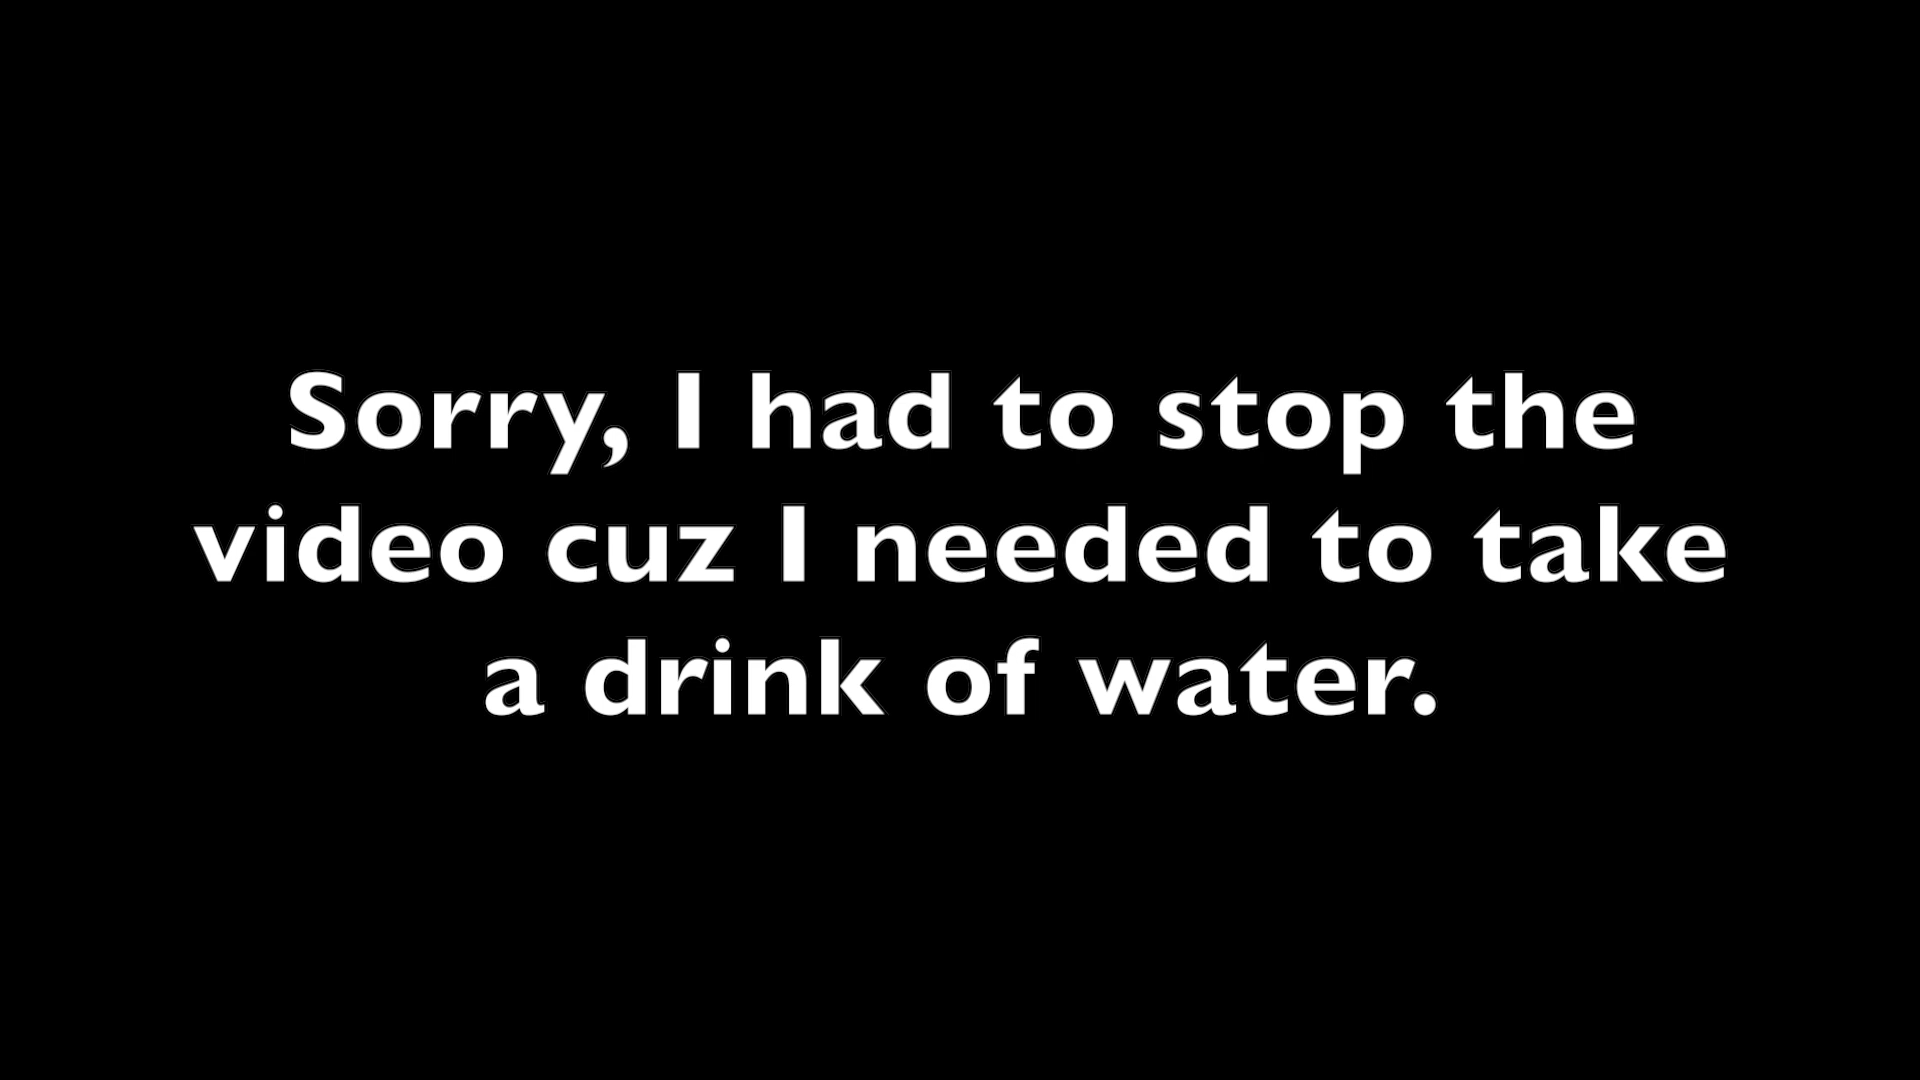 Sorry, I had to stop the
video cuz I needed to take
a drink of water.